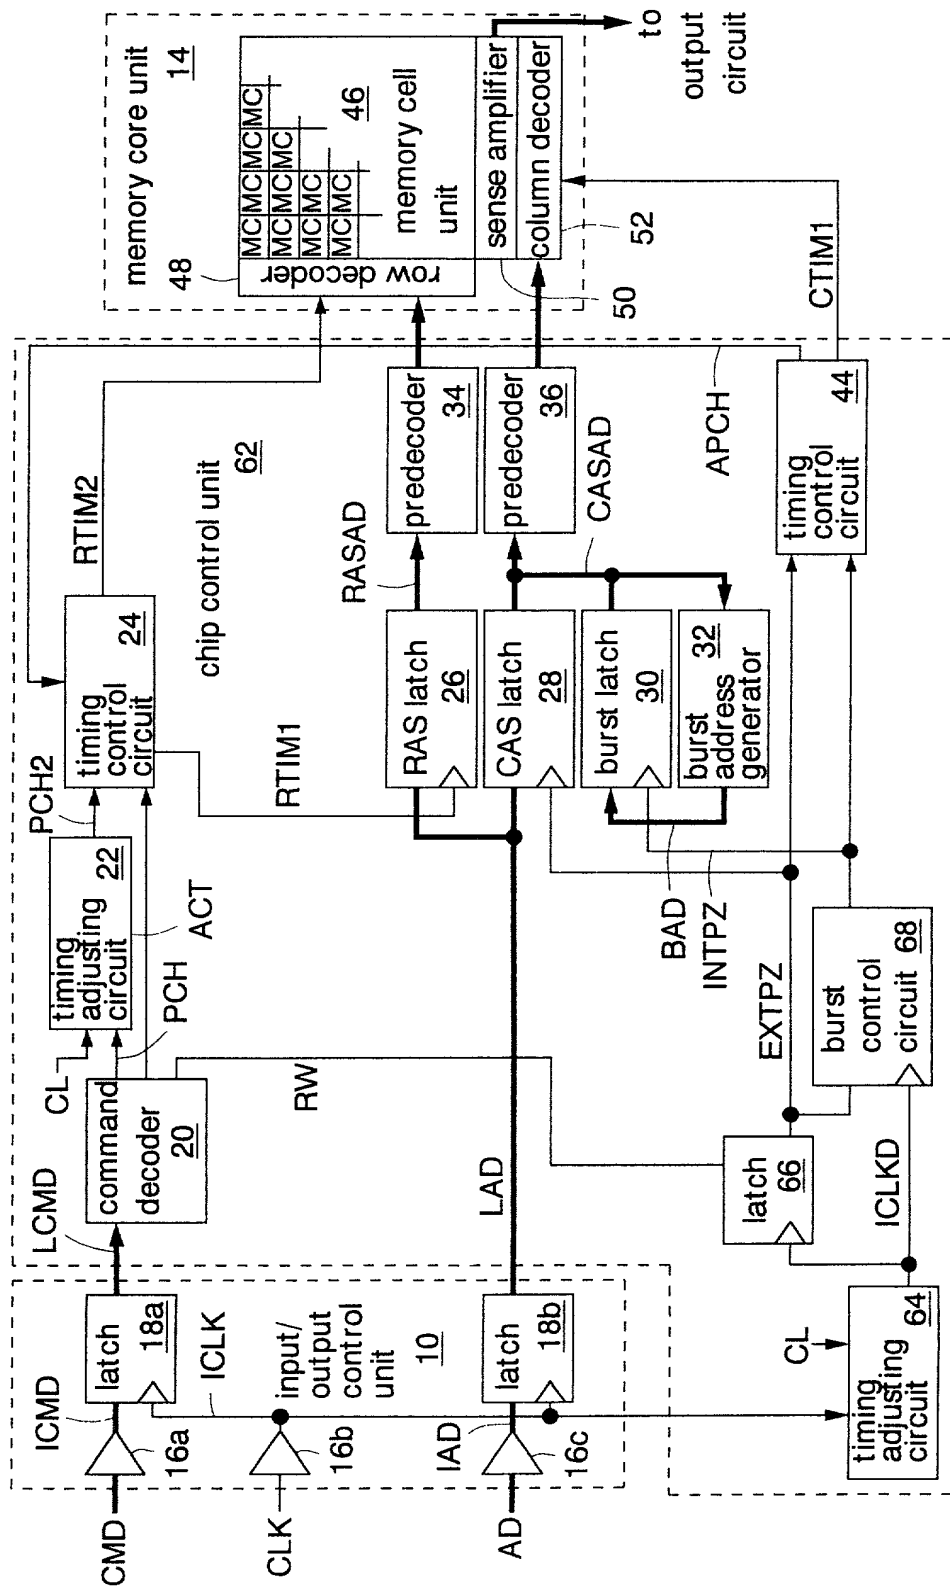 CMD
ICMD
16a
latch
18a
LCMD
CL
command
decoder
20
timing
adjusting
circuit
22
PCH
ACT
PCH2
timing
control
circuit
24
RTIM2
RTIM1
chip control unit
62
memory core unit
14
48
row decoder
MC MC MC MC
MC MC MC
MC MC
MC MC
46
memory cell
unit
sense amplifier
column decoder
50
52
to
output
circuit
CLK
16b
ICLK
input/
output
control
unit
10
RW
AD
IAD
16c
latch
18b
LAD
RAS latch
26
RASAD
predecoder
34
CAS latch
28
predecoder
36
burst latch
30
CASAD
burst
address
generator
32
BAD
INTPZ
APCH
CTIM1
CL
timing
adjusting
circuit
64
latch
66
EXTPZ
ICLKD
burst
control
circuit
68
timing
control
circuit
44